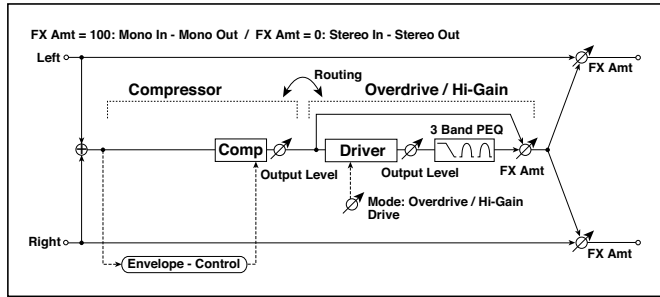 FX Amt = 100: Mono In - Mono Out / FX Amt = 0: Stereo In - Stereo Out
Left
FX Amt
Routing
Compressor
Overdrive / Hi-Gain
3 Band PEQ
Comp
Driver
Output Level
Output Level
FX Amt
Mode: Overdrive / Hi-Gain
Drive
Right
FX Amt
Envelope - Control